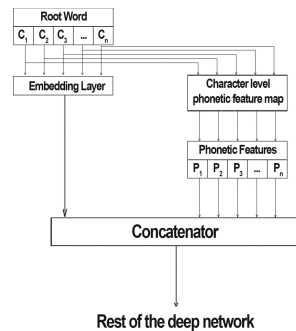 Root Word
C1 C2 C3 ... Cn
Embedding Layer
Character level
phonetic feature map
Phonetic Features
P1 P2 P3 ... Pn
Concatenator
Rest of the deep network